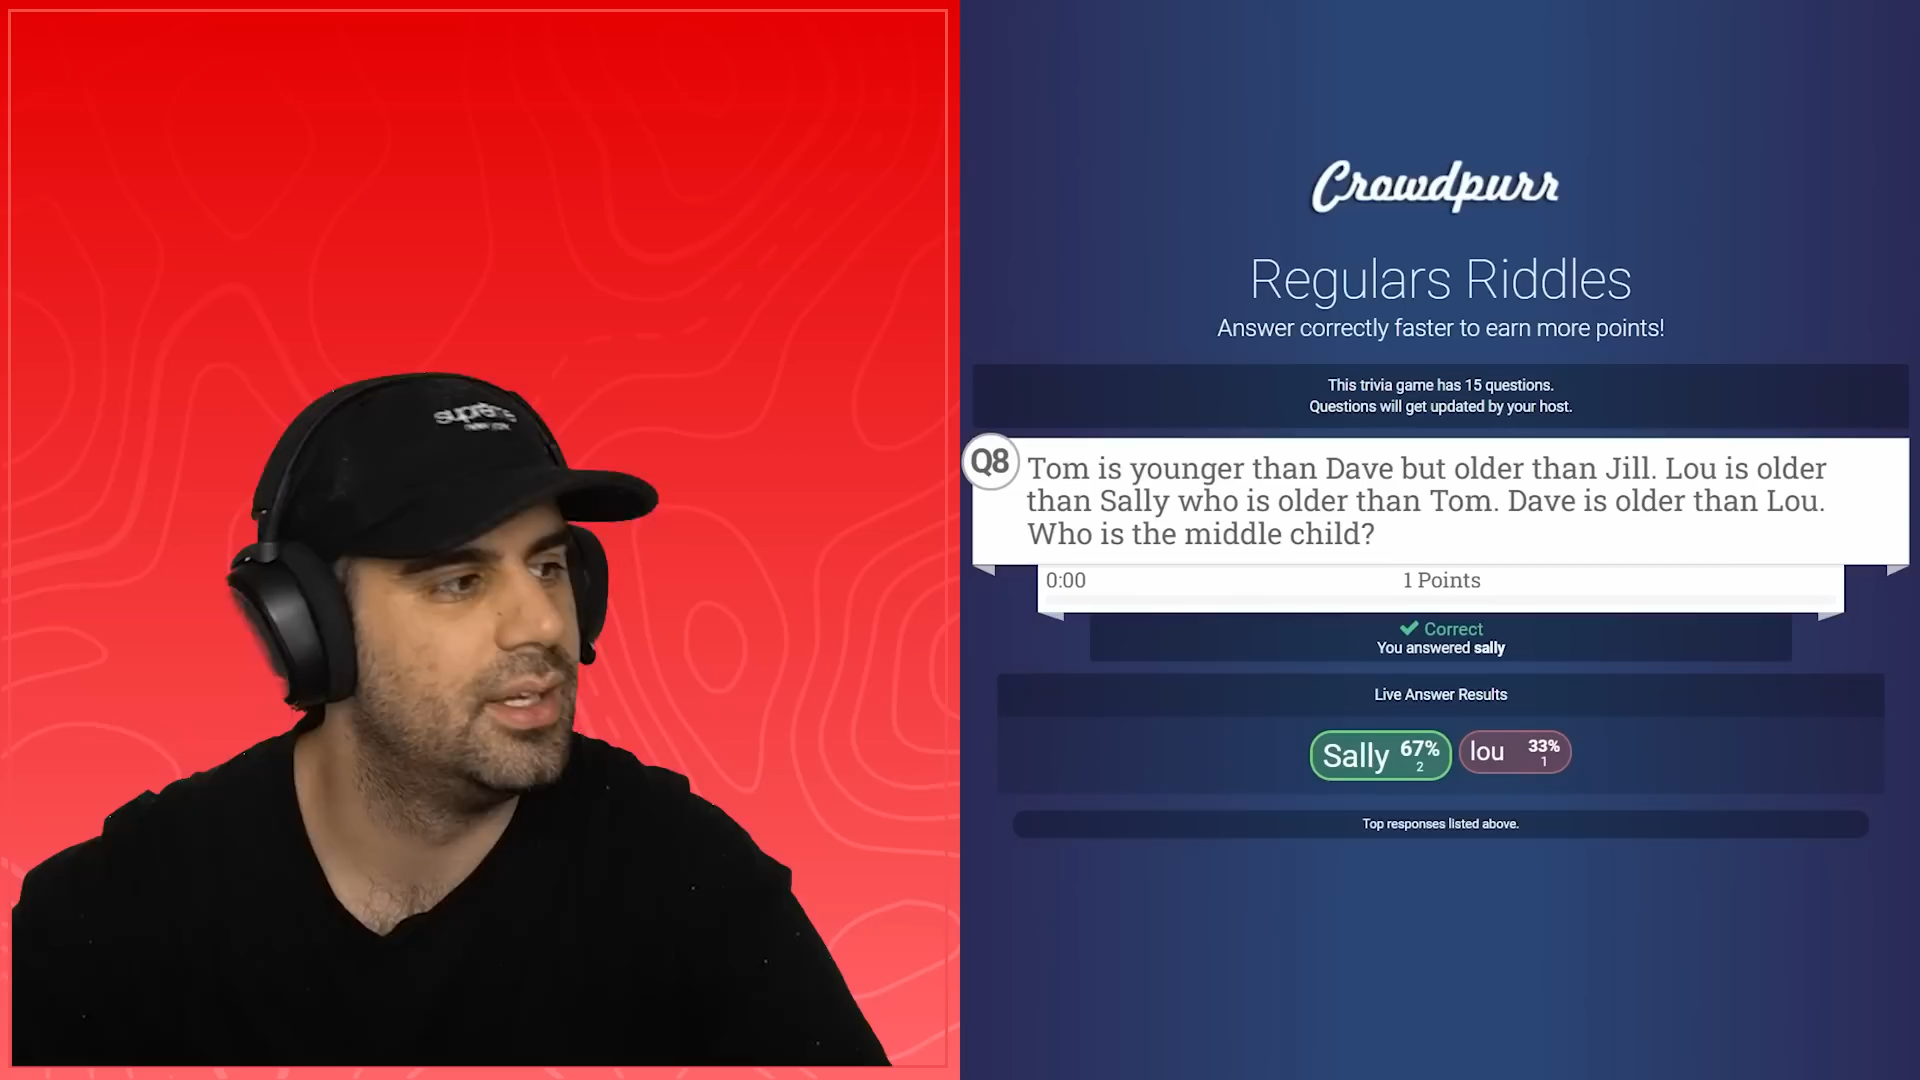 Crowdpurr
Regulars Riddles
Answer correctly faster to earn more points!
This trivia game has 15 questions.
Questions will get updated by your host.
Q8
Tom is younger than Dave but older than Jill. Lou is older
than Sally who is older than Tom. Dave is older than Lou.
Who is the middle child?
0:00 1 Points
Correct
You answered sally
Live Answer Results
Sally 67% 2 lou 33% 1
Top responses listed above.
supreme
new york